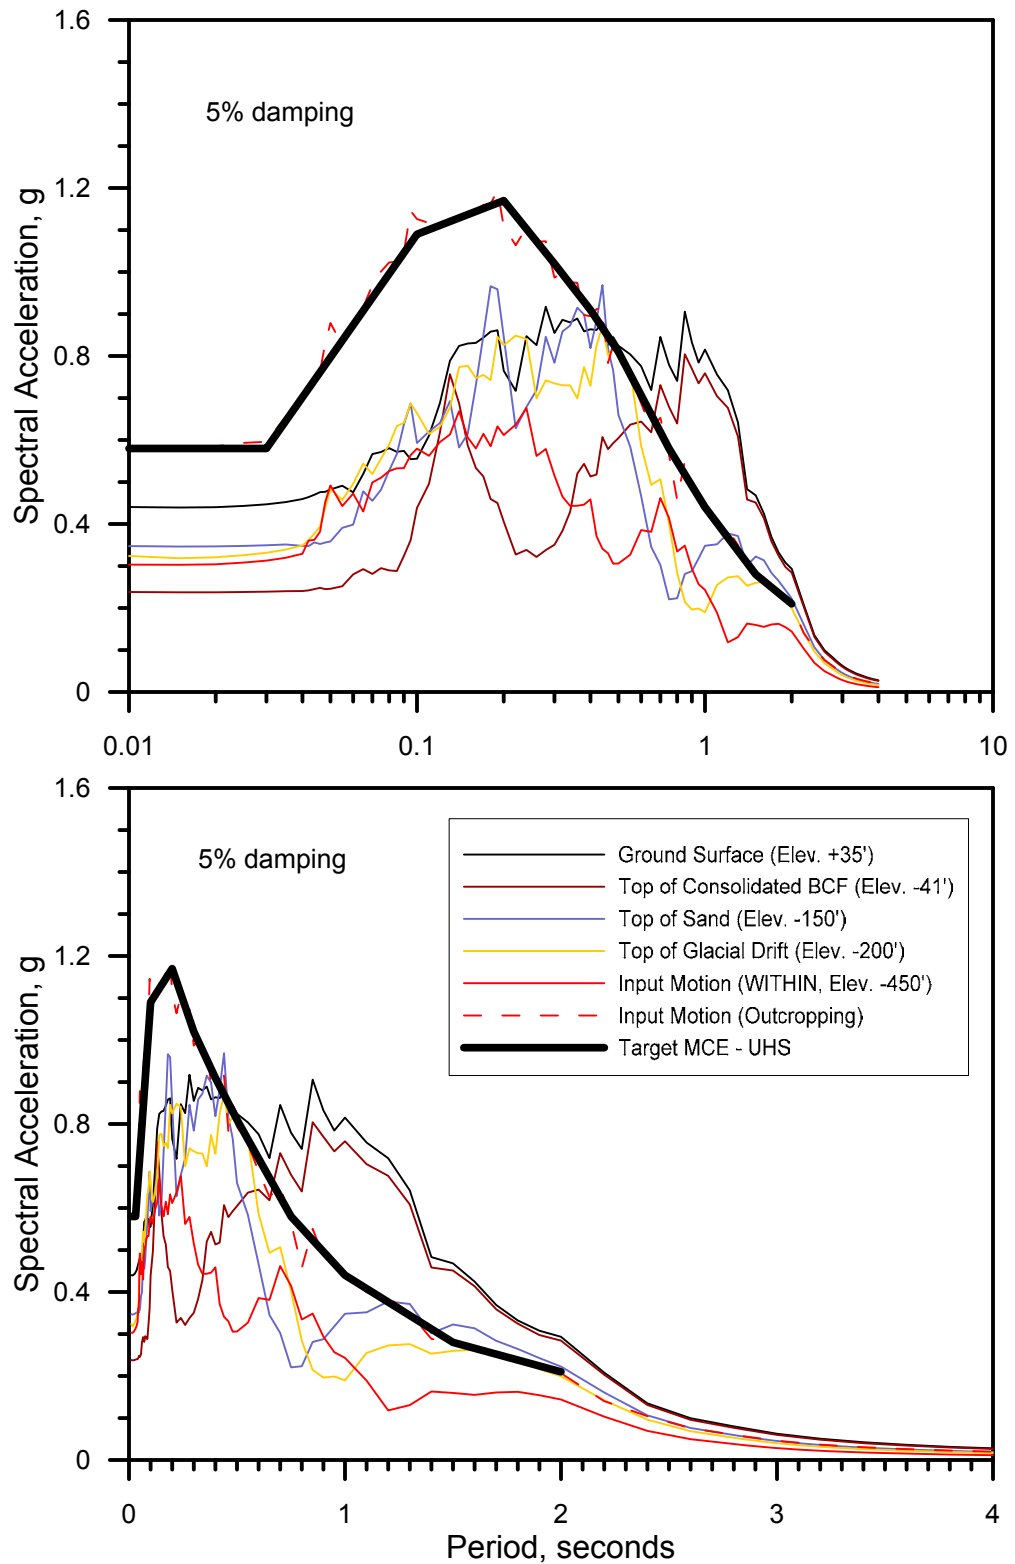 1.6
5% damping
1.2
Spectral Acceleration, g
0.8
0.4
0
0.01 0.1 1 10
1.6
5% damping
Ground Surface (Elev. +35')
Top of Consolidated BCF (Elev. -41')
Top of Sand (Elev. -150')
Top of Glacial Drift (Elev. -200')
Input Motion (WITHIN, Elev. -450')
Input Motion (Outcropping)
Target MCE - UHS
1.2
Spectral Acceleration, g
0.8
0.4
0
0 1 2 3 4
Period, seconds